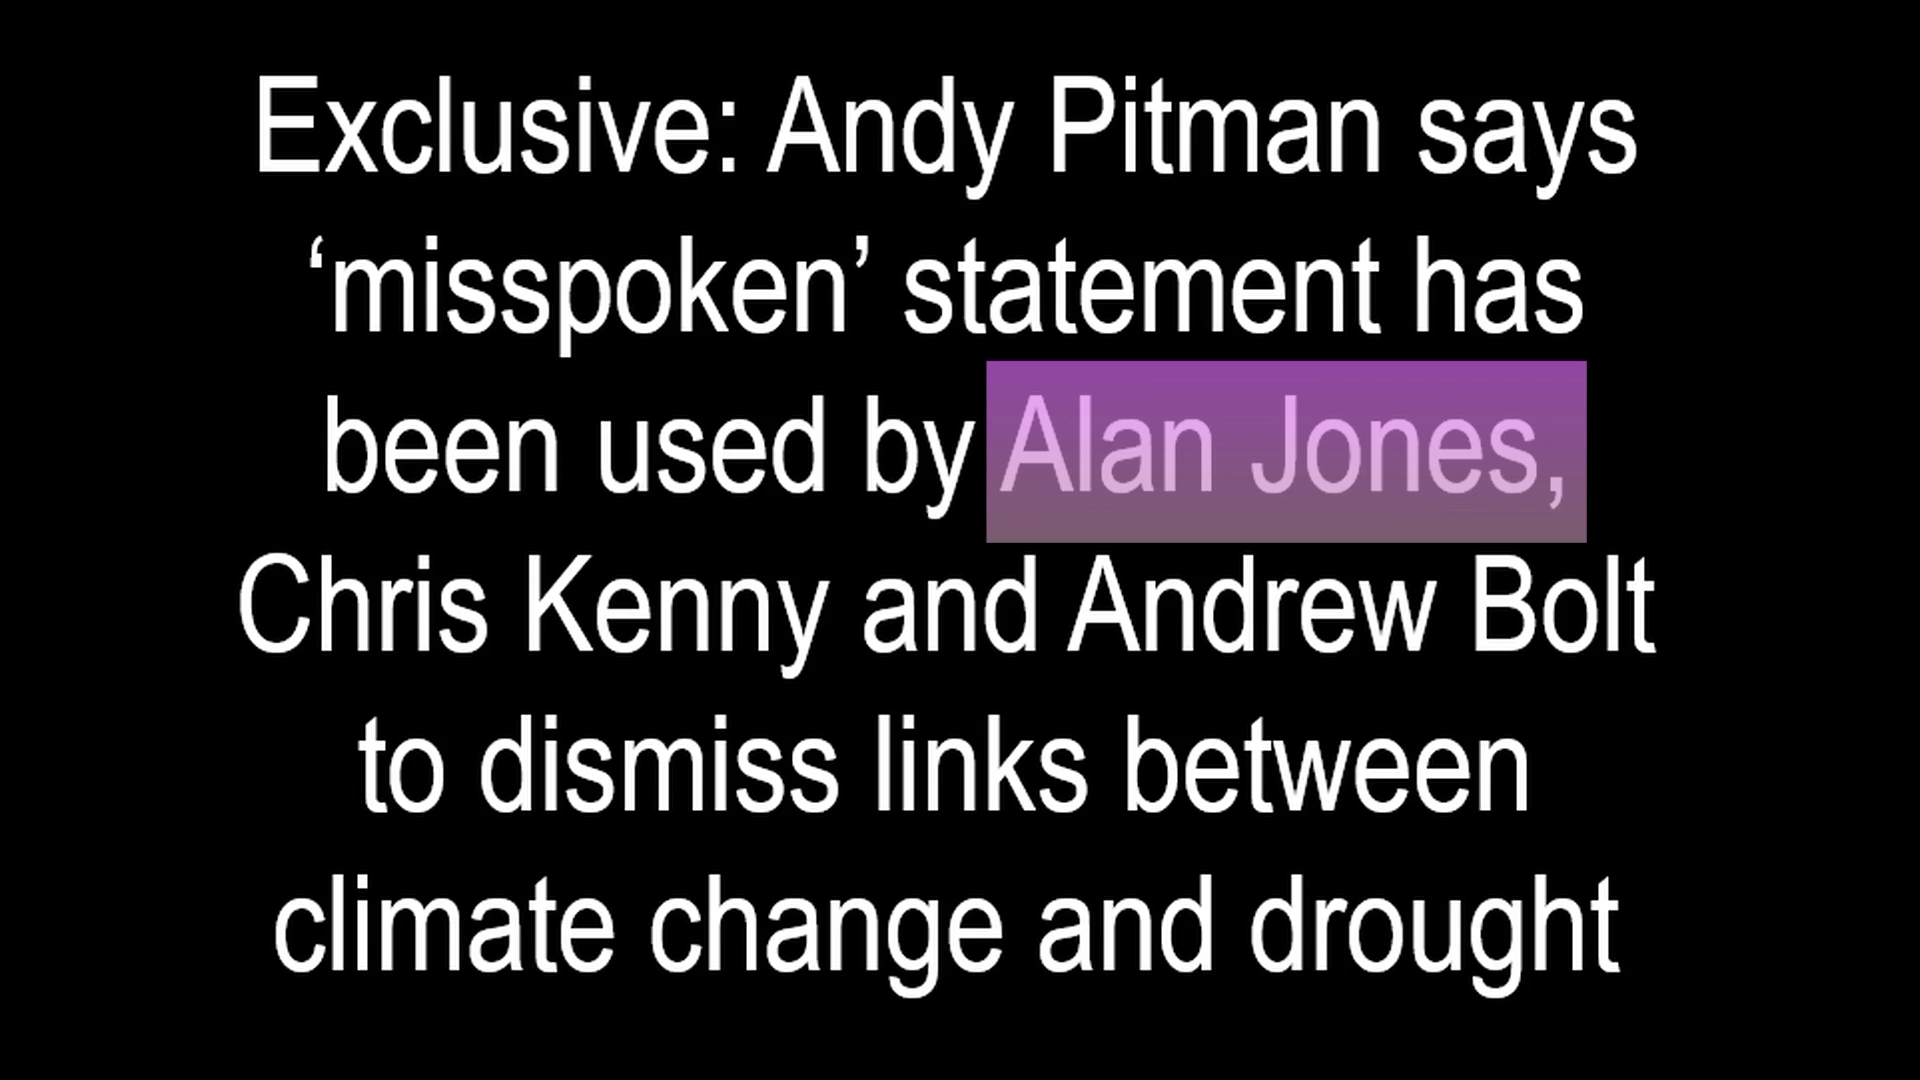 Exclusive: Andy Pitman says
‘misspoken’ statement has
been used by Alan Jones,
Chris Kenny and Andrew Bolt
to dismiss links between
climate change and drought